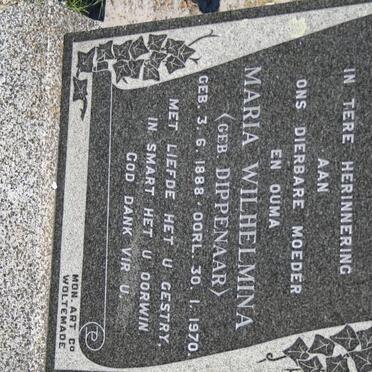 IN TERE HERINNERING
AAN
ONS DIERBARE MOEDER
EN OUMA
MARIA WILHELMINA
(GEB. DIPPENAAR)
GEB. 3. 6. 1888 OORL. 30. 1. 1970.
MET LIEFDE HET U GESTRY
IN SMART HET U OORWIN
GOD DANK VIR U.
MON. ART CO
WOLTEMADE